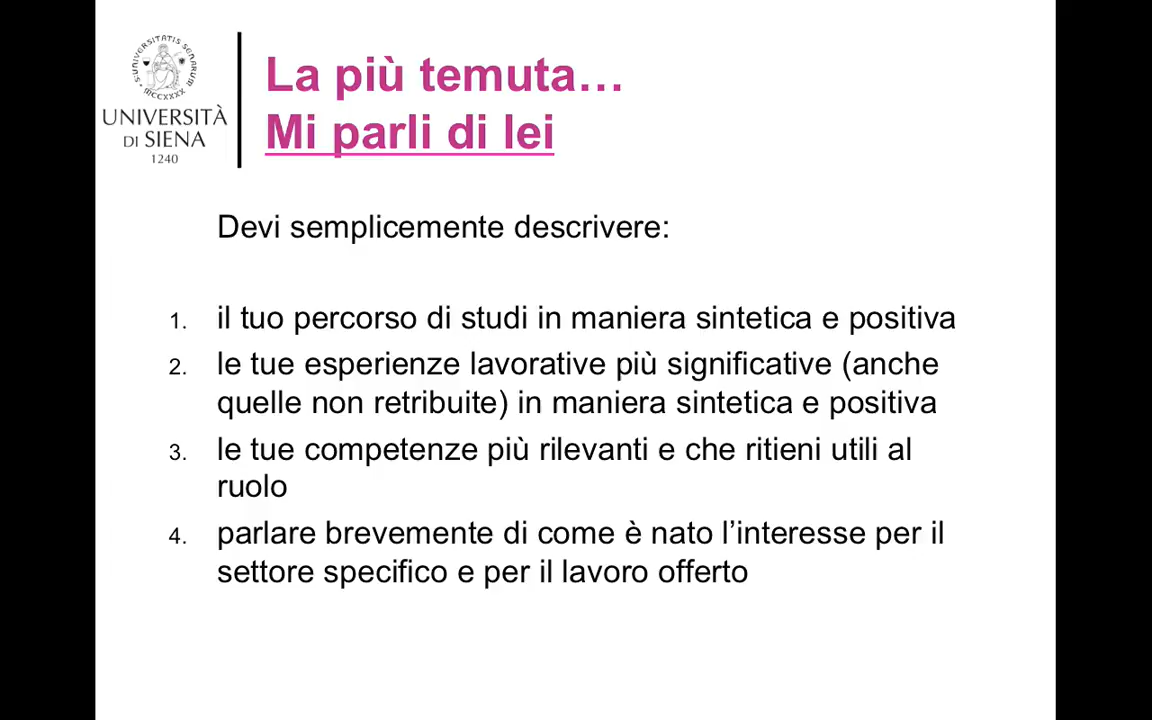 UNIVERSITÀ
DI SIENA
1240
La più temuta…
Mi parli di lei
Devi semplicemente descrivere:
1. il tuo percorso di studi in maniera sintetica e positiva
2. le tue esperienze lavorative più significative (anche
quelle non retribuite) in maniera sintetica e positiva
3. le tue competenze più rilevanti e che ritieni utili al
ruolo
4. parlare brevemente di come è nato l’interesse per il
settore specifico e per il lavoro offerto